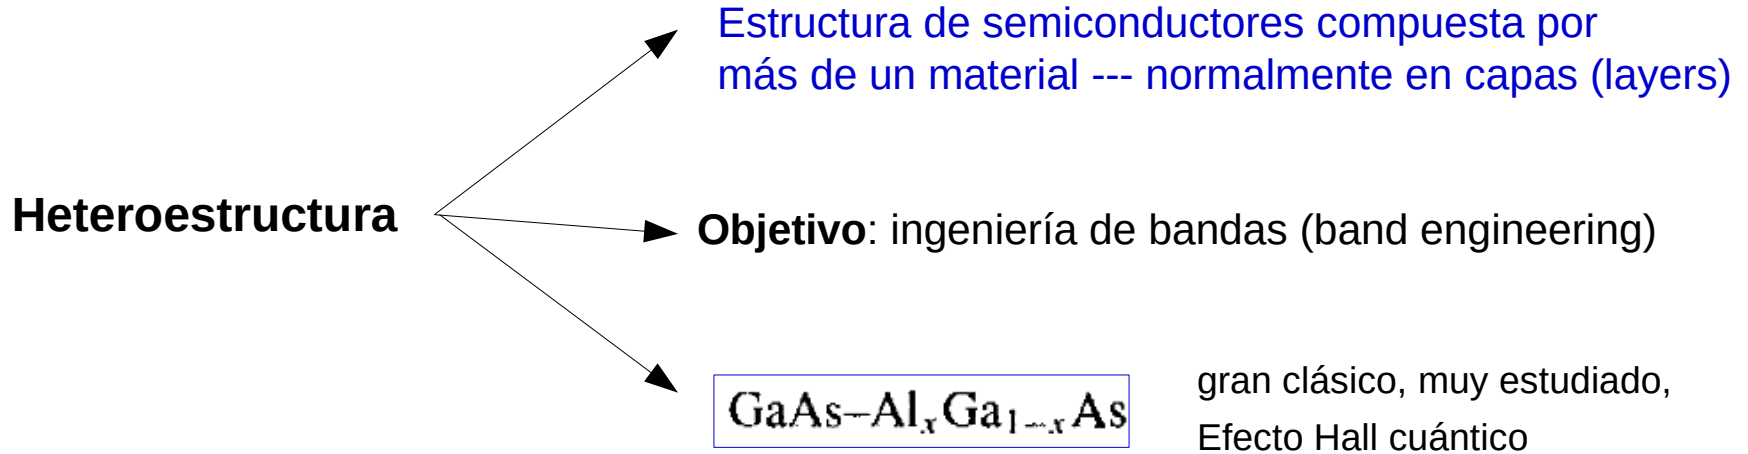 Estructura de semiconductores compuesta por
más de un material --- normalmente en capas (layers)
Heteroestructura
Objetivo: ingeniería de bandas (band engineering)
GaAs–AlₓGa₁₋ₓAs
gran clásico, muy estudiado,
Efecto Hall cuántico